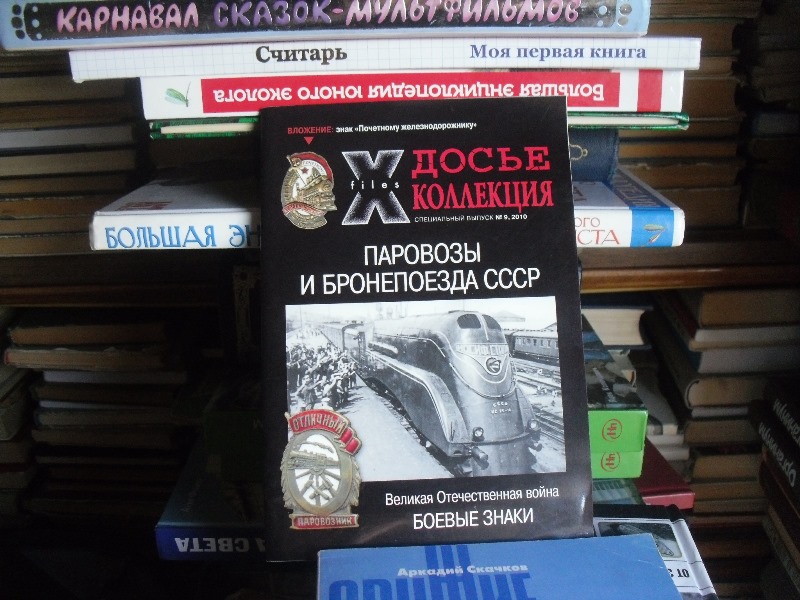 КАРНАВАЛ СКАЗОК-МУЛЬТФИЛЬМОВ
Считарь Моя первая книга
Большая энциклопедия юного эколога
ВЛОЖЕНИЕ: знак «Почетному железнодорожнику»
X files
ДОСЬЕ
КОЛЛЕКЦИЯ
СПЕЦИАЛЬНЫЙ ВЫПУСК № 9, 2010
БОЛЬШАЯ
ПАРОВОЗЫ
И БРОНЕПОЕЗДА СССР
ОТЛИЧНЫЙ
ПАРОВОЗНИК
Великая Отечественная война
БОЕВЫЕ ЗНАКИ
СВЕТА
Аркадий Скачков